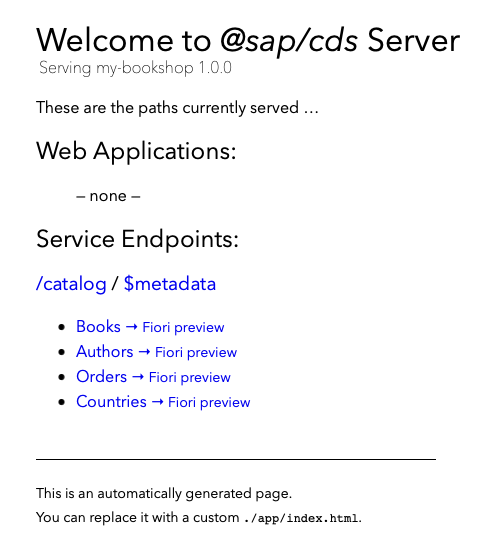 Welcome to @sap/cds Server
Serving my-bookshop 1.0.0
These are the paths currently served …
Web Applications:
– none –
Service Endpoints:
/catalog / $metadata
• Books → Fiori preview
• Authors → Fiori preview
• Orders → Fiori preview
• Countries → Fiori preview
This is an automatically generated page.
You can replace it with a custom ./app/index.html.